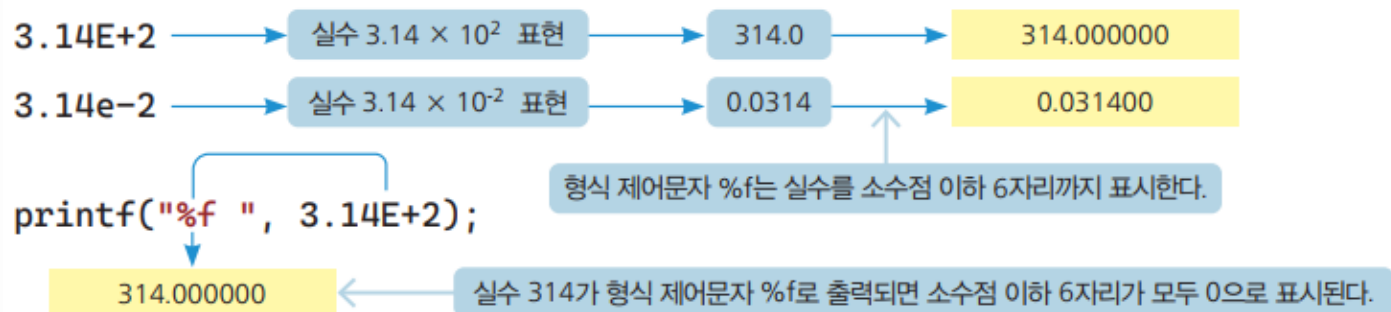 3.14E+2 실수 3.14 × 10² 표현 314.0 314.000000
3.14e-2 실수 3.14 × 10⁻² 표현 0.0314 0.031400
형식 제어문자 %f는 실수를 소수점 이하 6자리까지 표시한다.
printf("%f ", 3.14E+2);
314.000000 실수 314가 형식 제어문자 %f로 출력되면 소수점 이하 6자리가 모두 0으로 표시된다.